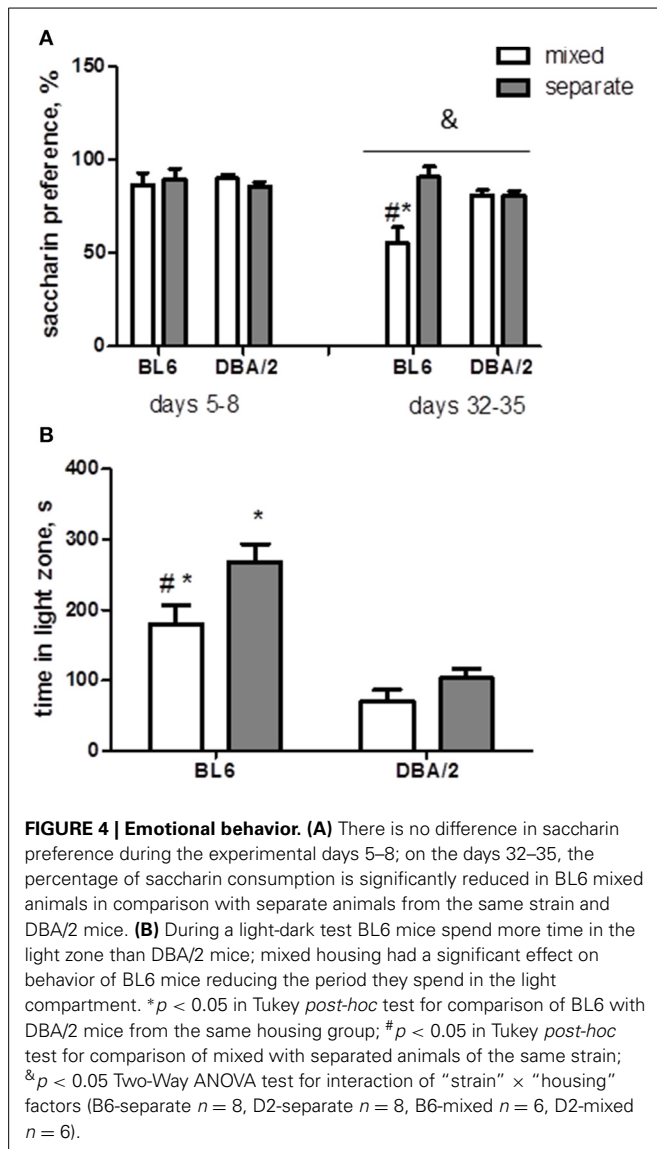 A
mixed
separate
&
#*
saccharin preference, %
150
100
50
0
BL6 DBA/2 BL6 DBA/2
days 5-8 days 32-35
B
time in light zone, s
400
300
200
100
0
# *
*
BL6 DBA/2
FIGURE 4 | Emotional behavior. (A) There is no difference in saccharin
preference during the experimental days 5–8; on the days 32–35, the
percentage of saccharin consumption is significantly reduced in BL6 mixed
animals in comparison with separate animals from the same strain and
DBA/2 mice. (B) During a light-dark test BL6 mice spend more time in the
light zone than DBA/2 mice; mixed housing had a significant effect on
behavior of BL6 mice reducing the period they spend in the light
compartment. *p < 0.05 in Tukey post-hoc test for comparison of BL6 with
DBA/2 mice from the same housing group; #p < 0.05 in Tukey post-hoc
test for comparison of mixed with separated animals of the same strain;
&p < 0.05 Two-Way ANOVA test for interaction of “strain” × “housing”
factors (B6-separate n = 8, D2-separate n = 8, B6-mixed n = 6, D2-mixed
n = 6).